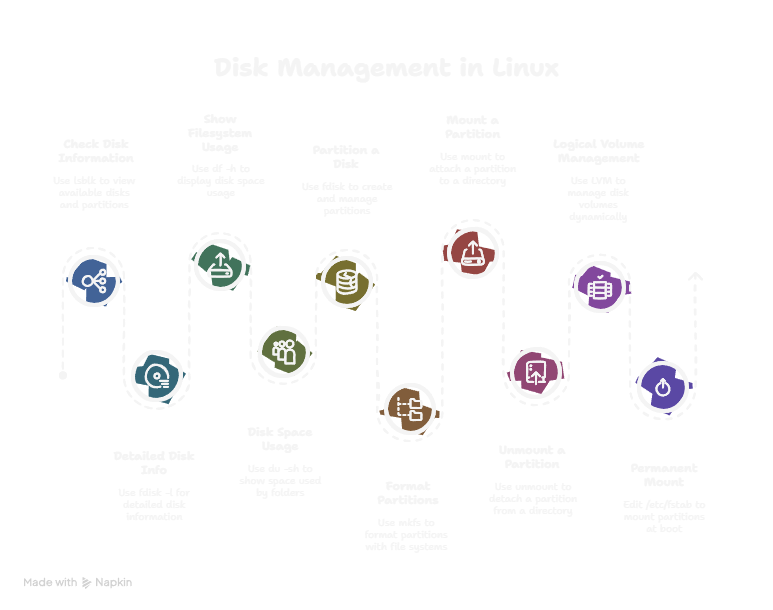 Disk Management in Linux
Check Disk
Information
Use lsblk to view
available disks
and partitions
Detailed Disk
Info
Use fdisk -l for
detailed disk
information
Show
Filesystem
Usage
Use df -h to
display disk space
usage
Disk Space
Usage
Use du -sh to
show space used
by folders
Partition a
Disk
Use fdisk to create
and manage
partitions
Format
Partitions
Use mkfs to
format partitions
with file systems
Mount a
Partition
Use mount to
attach a partition
to a directory
Unmount a
Partition
Use unmount to
detach a partition
from a directory
Logical Volume
Management
Use LVM to
manage disk
volumes
dynamically
Permanent
Mount
Edit /etc/fstab to
mount partitions
at boot
Made with Napkin